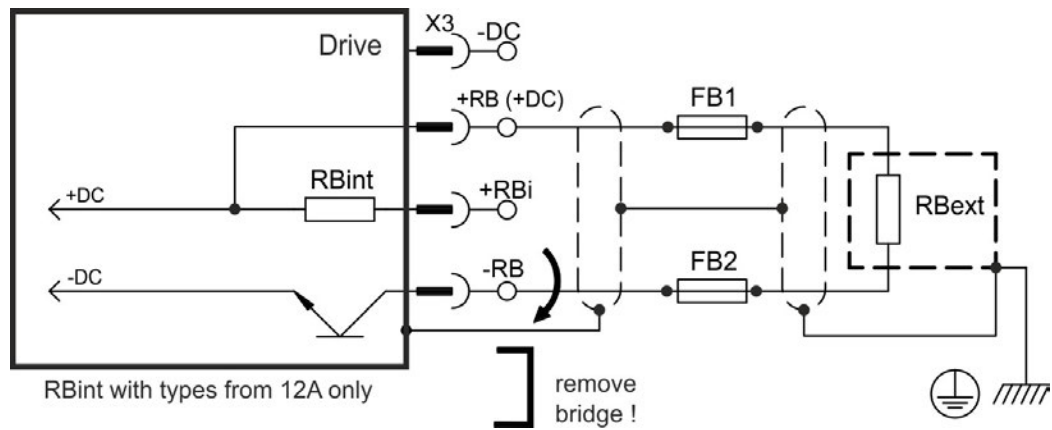 Drive
X3
-DC
+RB (+DC)
FB1
+DC
RBint
+RBi
RBext
-DC
-RB
FB2
RBint with types from 12A only
remove
bridge !